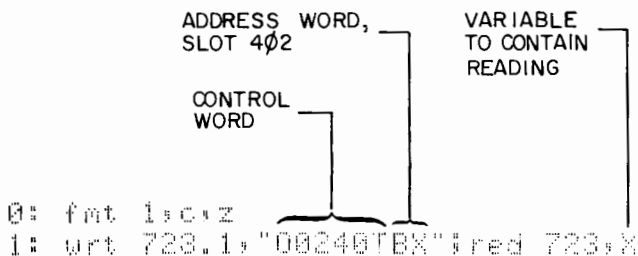 ADDRESS WORD,
SLOT 4Ø2
VARIABLE
TO CONTAIN
READING
CONTROL
WORD
0: fmt 1,c,z
1: wrt 723.1,"O0240TBX";red 723,X